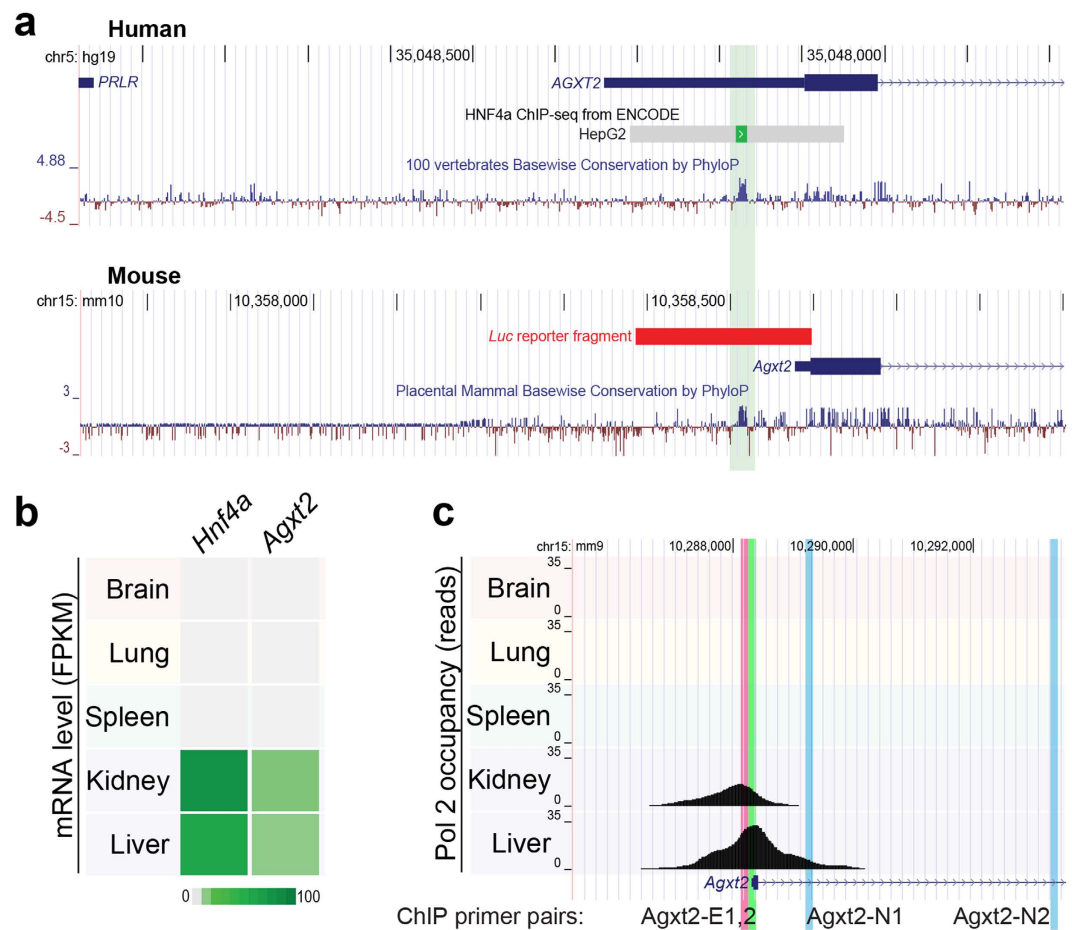 a
Human
chr5: hg19 35,048,500 35,048,000
PRLR AGXT2
HNF4a ChIP-seq from ENCODE
HepG2
4.88 100 vertebrates Basewise Conservation by PhyloP
-4.5
Mouse
chr15: mm10 10,358,000 10,358,500
Luc reporter fragment
Agxt2
3 Placental Mammal Basewise Conservation by PhyloP
-3
b
Hnf4a Agxt2
mRNA level (FPKM)
Brain
Lung
Spleen
Kidney
Liver
0 100
c
chr15: mm9 10,288,000 10,290,000 10,292,000
Pol 2 occupancy (reads)
35
Brain
0
35
Lung
0
35
Spleen
0
35
Kidney
0
35
Liver
0
Agxt2
ChIP primer pairs: Agxt2-E1,2 Agxt2-N1 Agxt2-N2